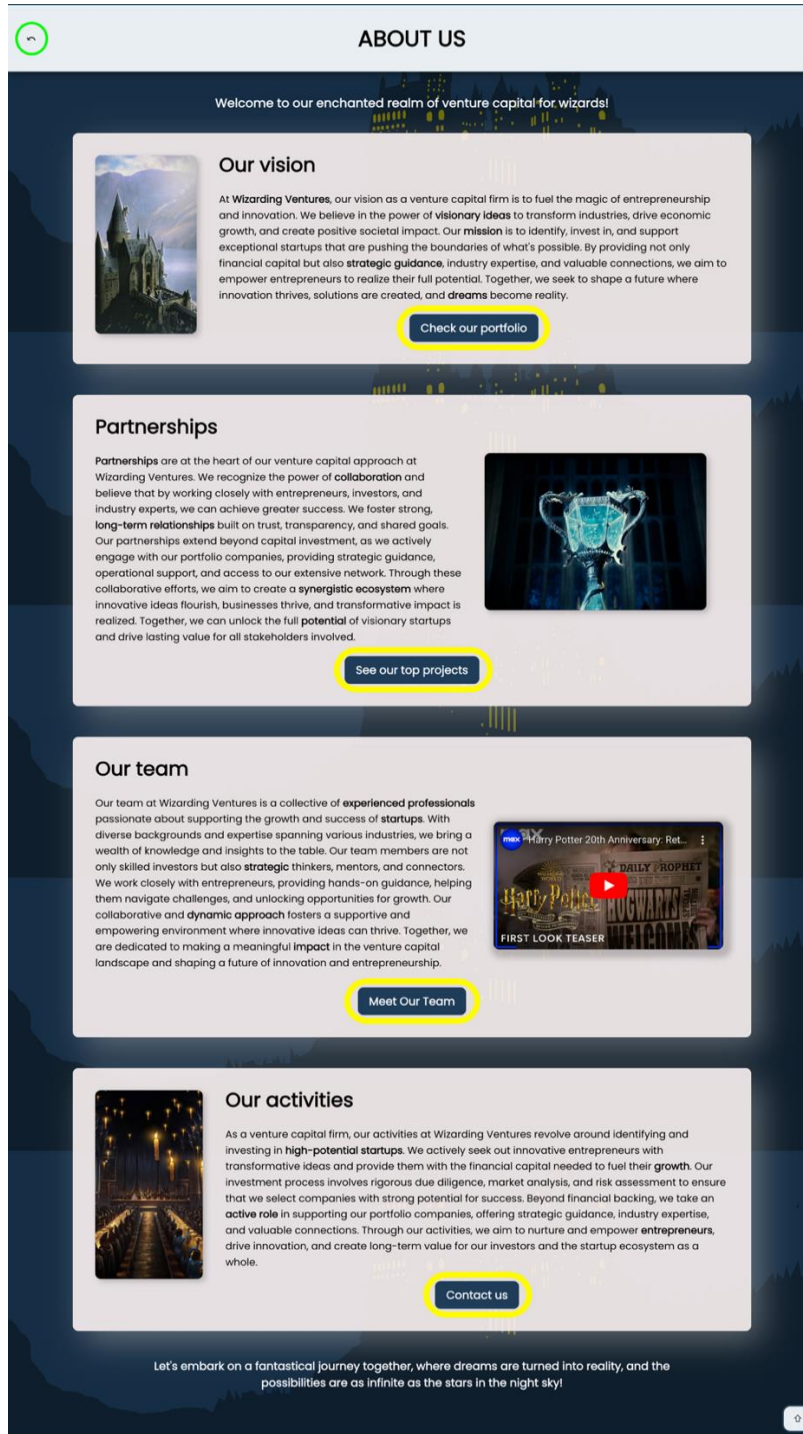 ABOUT US
Welcome to our enchanted realm of venture capital for wizards!
Our vision
At Wizarding Ventures, our vision as a venture capital firm is to fuel the magic of entrepreneurship
and innovation. We believe in the power of visionary ideas to transform industries, drive economic
growth, and create positive societal impact. Our mission is to identify, invest in, and support
exceptional startups that are pushing the boundaries of what's possible. By providing not only
financial capital but also strategic guidance, industry expertise, and valuable connections, we aim to
empower entrepreneurs to realize their full potential. Together, we seek to shape a future where
innovation thrives, solutions are created, and dreams become reality.
Check our portfolio
Partnerships
Partnerships are at the heart of our venture capital approach at
Wizarding Ventures. We recognize the power of collaboration and
believe that by working closely with entrepreneurs, investors, and
industry experts, we can achieve greater success. We foster strong,
long-term relationships built on trust, transparency, and shared goals.
Our partnerships extend beyond capital investment, as we actively
engage with our portfolio companies, providing strategic guidance,
operational support, and access to our extensive network. Through these
collaborative efforts, we aim to create a synergistic ecosystem where
innovative ideas flourish, businesses thrive, and transformative impact is
realized. Together, we can unlock the full potential of visionary startups
and drive lasting value for all stakeholders involved.
See our top projects
Our team
Our team at Wizarding Ventures is a collective of experienced professionals
passionate about supporting the growth and success of startups. With
diverse backgrounds and expertise spanning various industries, we bring a
wealth of knowledge and insights to the table. Our team members are not
only skilled investors but also strategic thinkers, mentors, and connectors.
We work closely with entrepreneurs, providing hands-on guidance, helping
them navigate challenges, and unlocking opportunities for growth. Our
collaborative and dynamic approach fosters a supportive and
empowering environment where innovative ideas can thrive. Together, we
are dedicated to making a meaningful impact in the venture capital
landscape and shaping a future of innovation and entrepreneurship.
max Harry Potter 20th Anniversary: Ret...
DAILY PROPHET
Harry Potter
HOGWARTS
WELCOME
FIRST LOOK TEASER
Meet Our Team
Our activities
As a venture capital firm, our activities at Wizarding Ventures revolve around identifying and
investing in high-potential startups. We actively seek out innovative entrepreneurs with
transformative ideas and provide them with the financial capital needed to fuel their growth. Our
investment process involves rigorous due diligence, market analysis, and risk assessment to ensure
that we select companies with strong potential for success. Beyond financial backing, we take an
active role in supporting our portfolio companies, offering strategic guidance, industry expertise,
and valuable connections. Through our activities, we aim to nurture and empower entrepreneurs,
drive innovation, and create long-term value for our investors and the startup ecosystem as a
whole.
Contact us
Let's embark on a fantastical journey together, where dreams are turned into reality, and the
possibilities are as infinite as the stars in the night sky!